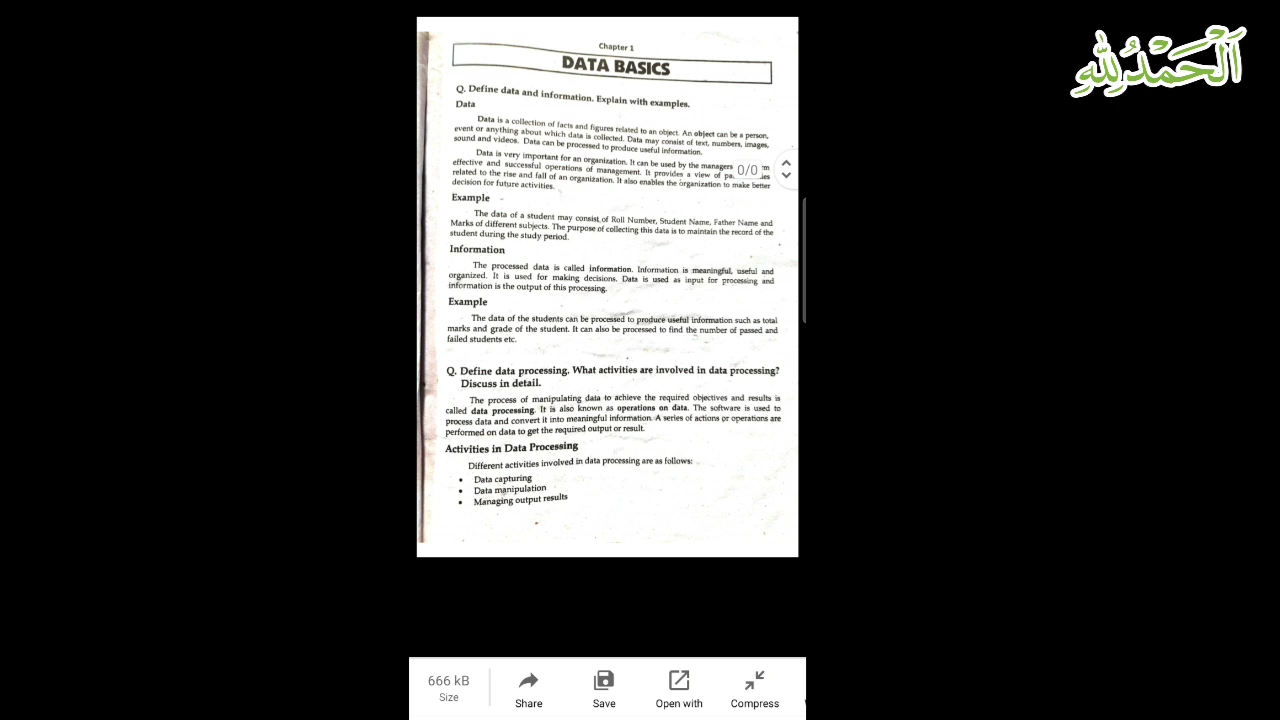 اَلْحَمْدُلِلّٰهِ
Chapter 1
DATA BASICS
Q. Define data and information. Explain with examples.
Data
Data is a collection of facts and figures related to an object. An object can be a person,
event or anything about which data is collected. Data may consist of text, numbers, images,
sound and videos. Data can be processed to produce useful information.
Data is very important for an organization. It can be used by the managers
effective and successful operations of management. It provides a view of
related to the rise and fall of an organization. It also enables the organization to make better
decision for future activities.
0/0
Example
The data of a student may consist of Roll Number, Student Name, Father Name and
Marks of different subjects. The purpose of collecting this data is to maintain the record of the
student during the study period.
Information
The processed data is called information. Information is meaningful, useful and
organized. It is used for making decisions. Data is used as input for processing and
information is the output of this processing.
Example
The data of the students can be processed to produce useful information such as total
marks and grade of the student. It can also be processed to find the number of passed and
failed students etc.
Q. Define data processing. What activities are involved in data processing?
Discuss in detail.
The process of manipulating data to achieve the required objectives and results is
called data processing. It is also known as operations on data. The software is used to
process data and convert it into meaningful information. A series of actions or operations are
performed on data to get the required output or result.
Activities in Data Processing
Different activities involved in data processing are as follows:
• Data capturing
• Data manipulation
• Managing output results
666 kB
Size
Share
Save
Open with
Compress